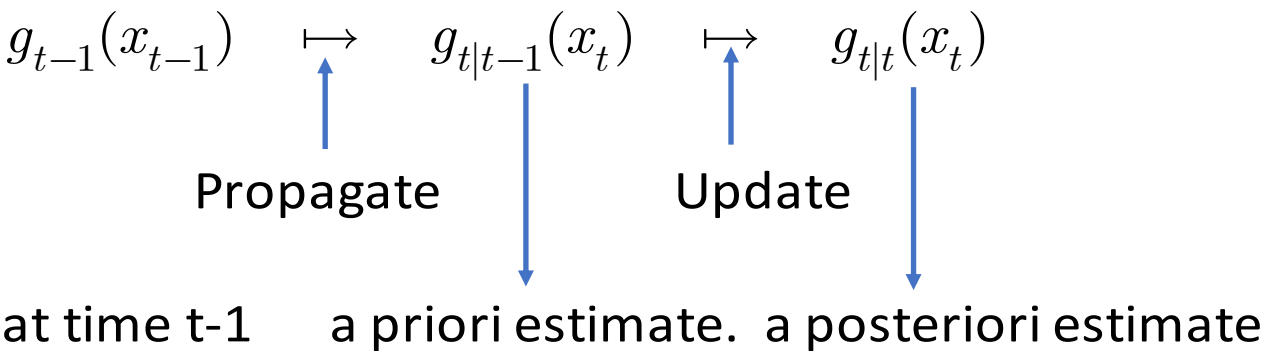 g_{t−1}(x_{t−1}) ↦ g_{t|t−1}(x_t) ↦ g_{t|t}(x_t)
Propagate Update
at time t-1 a priori estimate. a posteriori estimate